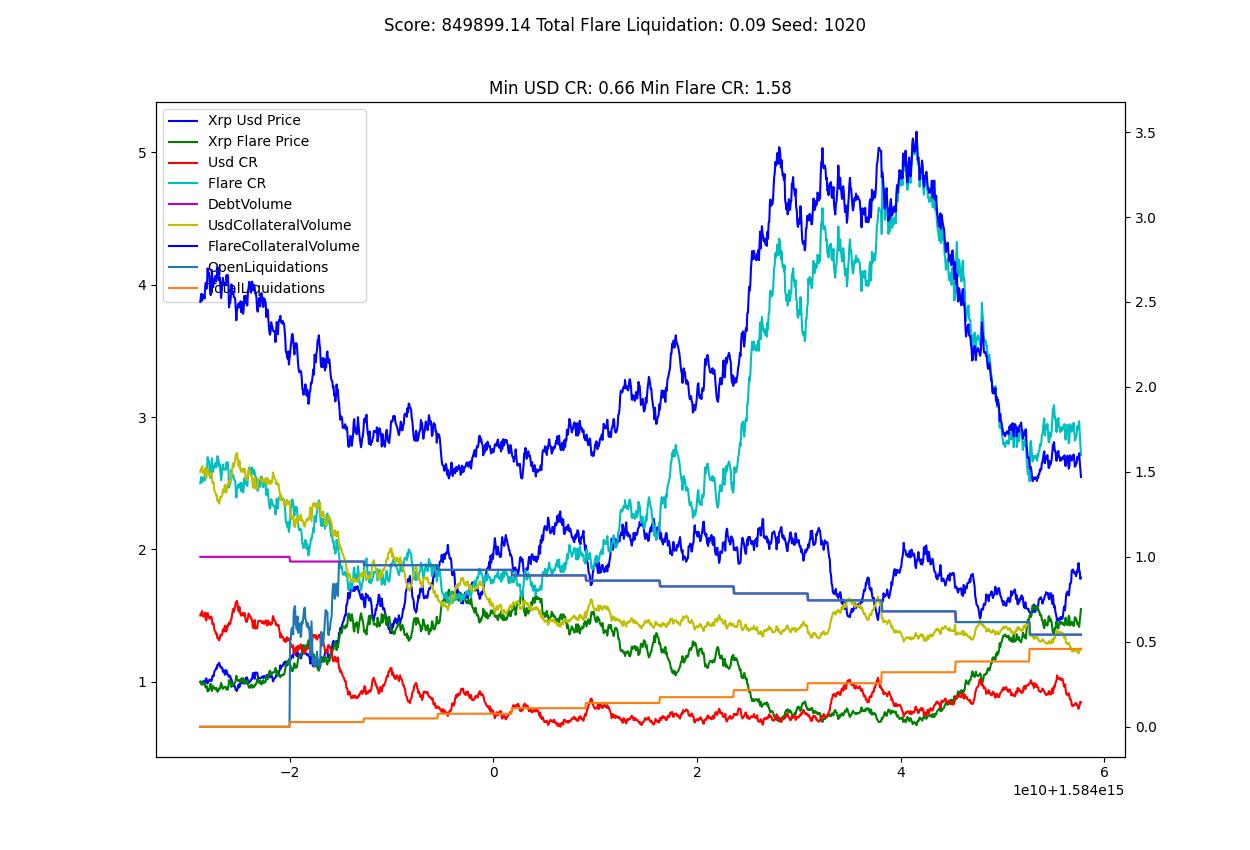 Score: 849899.14 Total Flare Liquidation: 0.09 Seed: 1020
Min USD CR: 0.66 Min Flare CR: 1.58
Xrp Usd Price
Xrp Flare Price
Usd CR
Flare CR
DebtVolume
UsdCollateralVolume
FlareCollateralVolume
OpenLiquidations
TotalLiquidations
5
4
3
2
1
3.5
3.0
2.5
2.0
1.5
1.0
0.5
0.0
−2
0
2
4
6
1e10+1.584e15